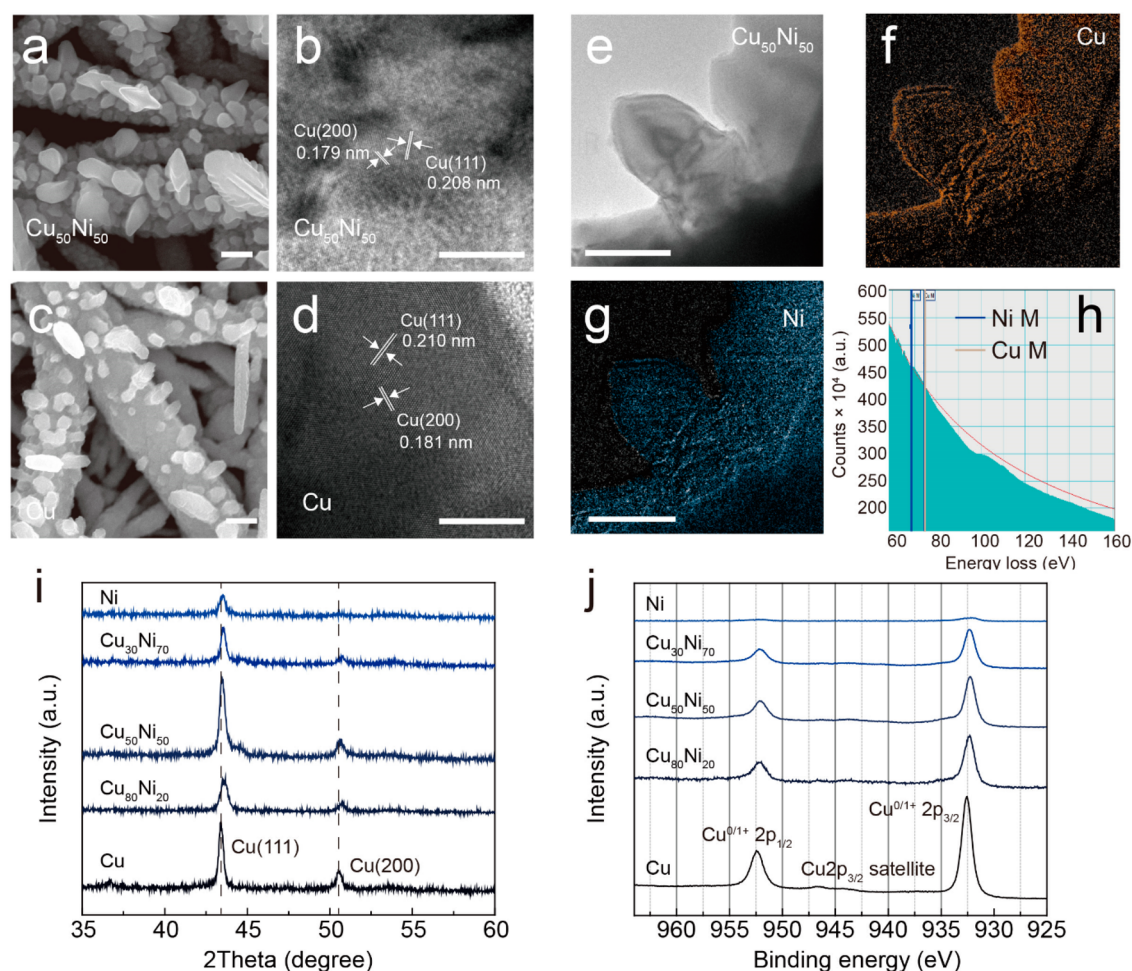 a
Cu₅₀Ni₅₀
b
Cu(200)
0.179 nm
Cu(111)
0.208 nm
Cu₅₀Ni₅₀
e
Cu₅₀Ni₅₀
f
Cu
c
Cu
d
Cu(111)
0.210 nm
Cu(200)
0.181 nm
Cu
g
Ni
h
Ni M
Cu M
Counts × 10⁴ (a.u.)
600
550
500
450
400
350
300
250
200
60 80 100 120 140 160
Energy loss (eV)
i
Ni
Cu₃₀Ni₇₀
Cu₅₀Ni₅₀
Cu₈₀Ni₂₀
Cu
Cu(111)
Cu(200)
Intensity (a.u.)
35 40 45 50 55 60
2Theta (degree)
j
Ni
Cu₃₀Ni₇₀
Cu₅₀Ni₅₀
Cu₈₀Ni₂₀
Cu⁰ᐟ¹⁺ 2p₃/₂
Cu⁰ᐟ¹⁺ 2p₁/₂
Cu2p₃/₂ satellite
Cu
Intensity (a.u.)
960 955 950 945 940 935 930 925
Binding energy (eV)